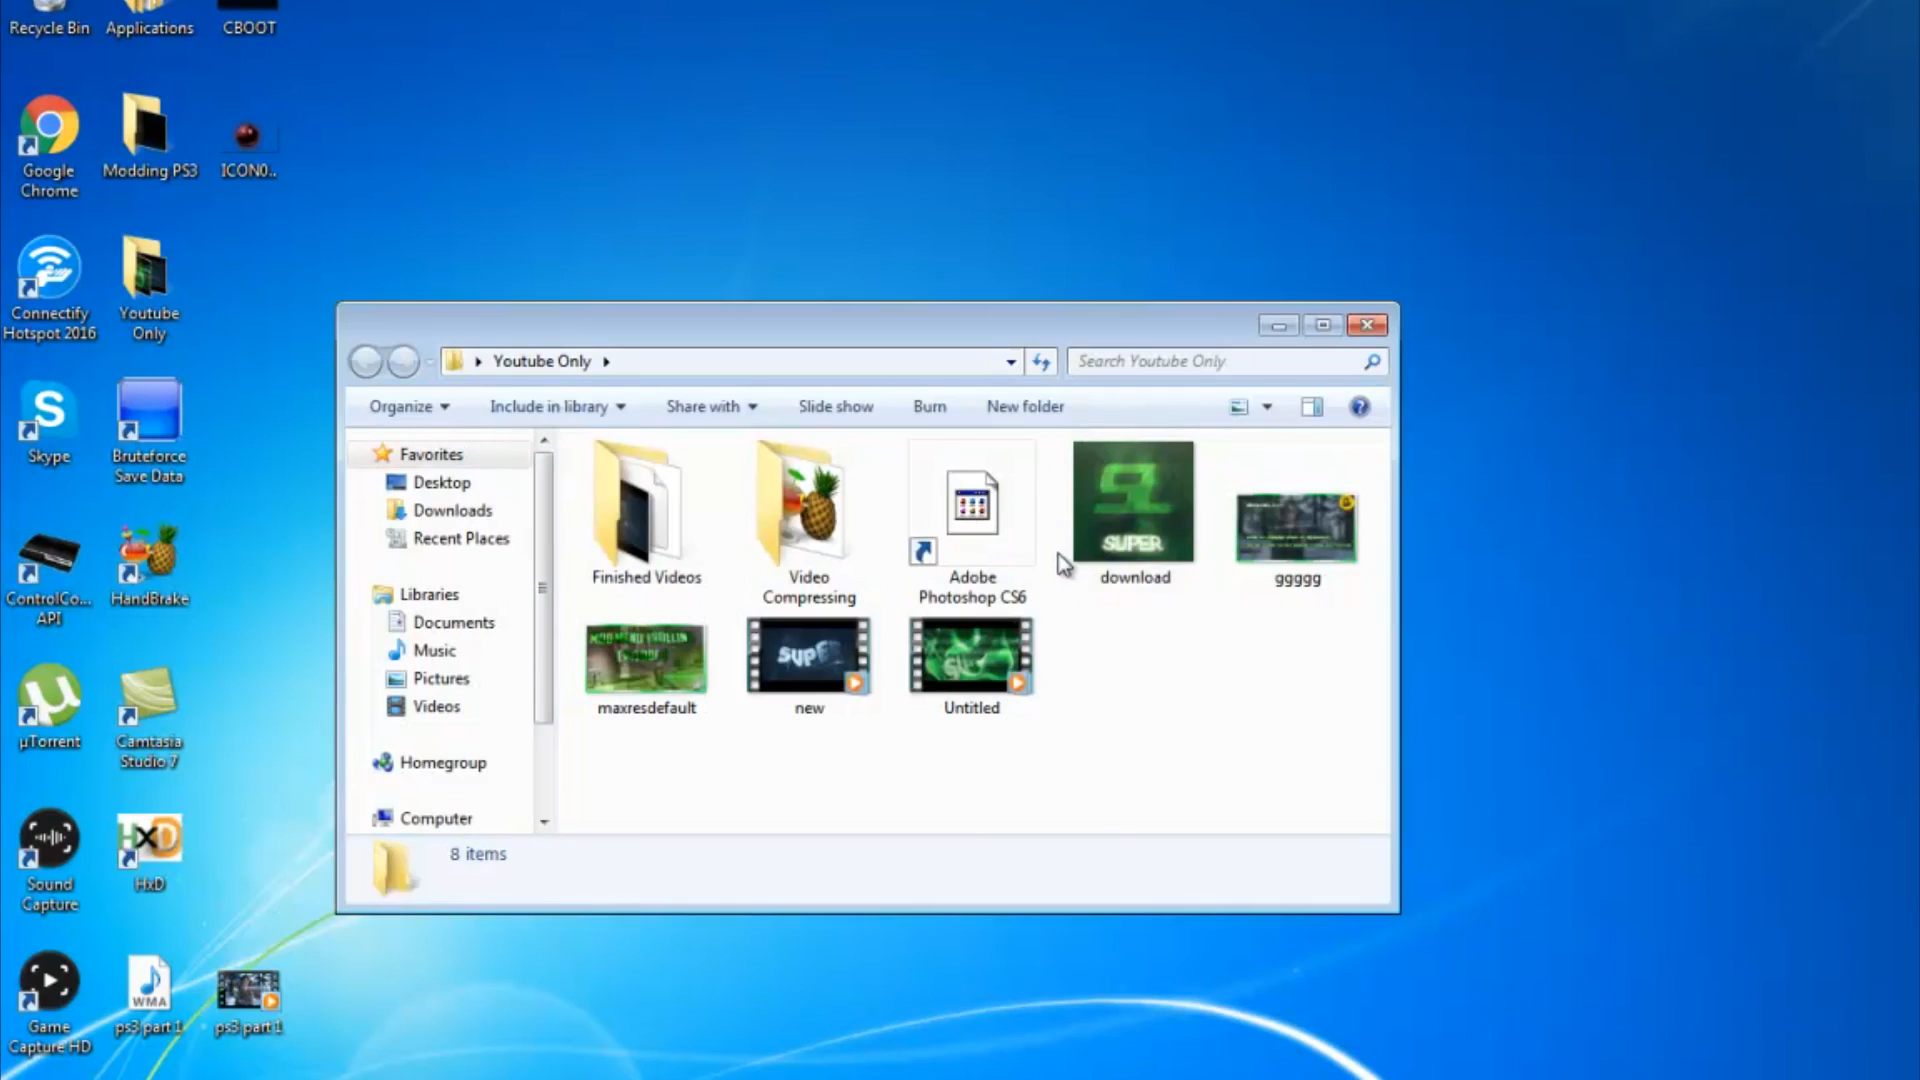 Recycle Bin
Applications
CBOOT
Google
Chrome
Modding PS3
ICON0..
Connectify
Hotspot 2016
Youtube
Only
Skype
Bruteforce
Save Data
ControlCo...
API
HandBrake
µTorrent
Camtasia
Studio 7
Sound
Capture
HxD
HxD
Game
Capture HD
WMA
ps3 part 1
ps3 part 1
Youtube Only
Search Youtube Only
Organize
Include in library
Share with
Slide show
Burn
New folder
Favorites
Desktop
Downloads
Recent Places
Libraries
Documents
Music
Pictures
Videos
Homegroup
Computer
Finished Videos
Video
Compressing
Adobe
Photoshop CS6
SUPER
download
ggggg
maxresdefault
SUPE
new
Untitled
8 items